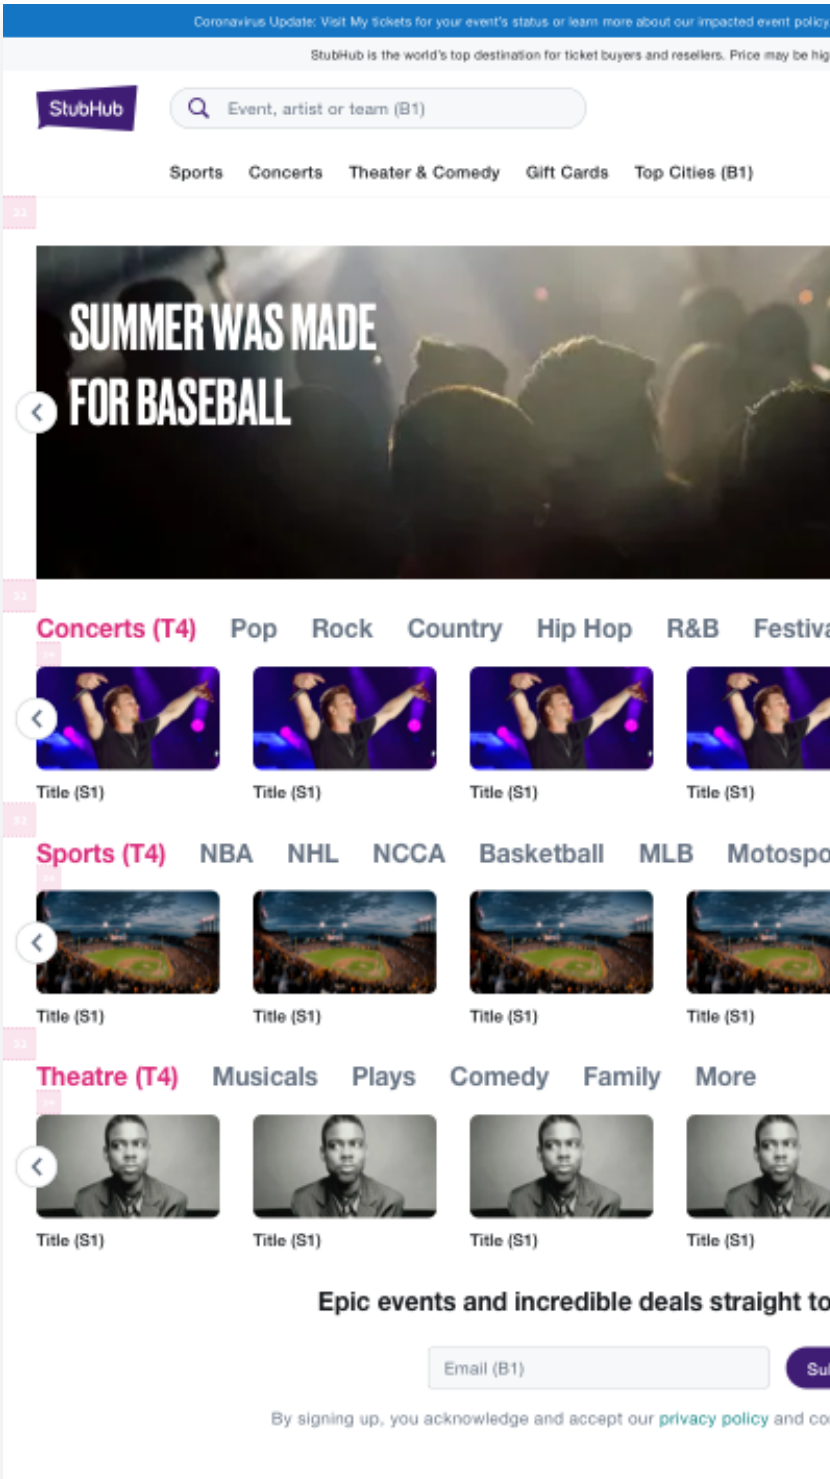 Coronavirus Update: Visit My tickets for your event's status or learn more about our impacted event policy.
StubHub is the world's top destination for ticket buyers and resellers. Price may be hig
StubHub
Event, artist or team (B1)
Sports Concerts Theater & Comedy Gift Cards Top Cities (B1)
32
SUMMER WAS MADE
FOR BASEBALL
32
Concerts (T4) Pop Rock Country Hip Hop R&B Festiva
Title (S1) Title (S1) Title (S1) Title (S1)
32
Sports (T4) NBA NHL NCCA Basketball MLB Motospo
Title (S1) Title (S1) Title (S1) Title (S1)
32
Theatre (T4) Musicals Plays Comedy Family More
Title (S1) Title (S1) Title (S1) Title (S1)
Epic events and incredible deals straight to
Email (B1) Su
By signing up, you acknowledge and accept our privacy policy and co